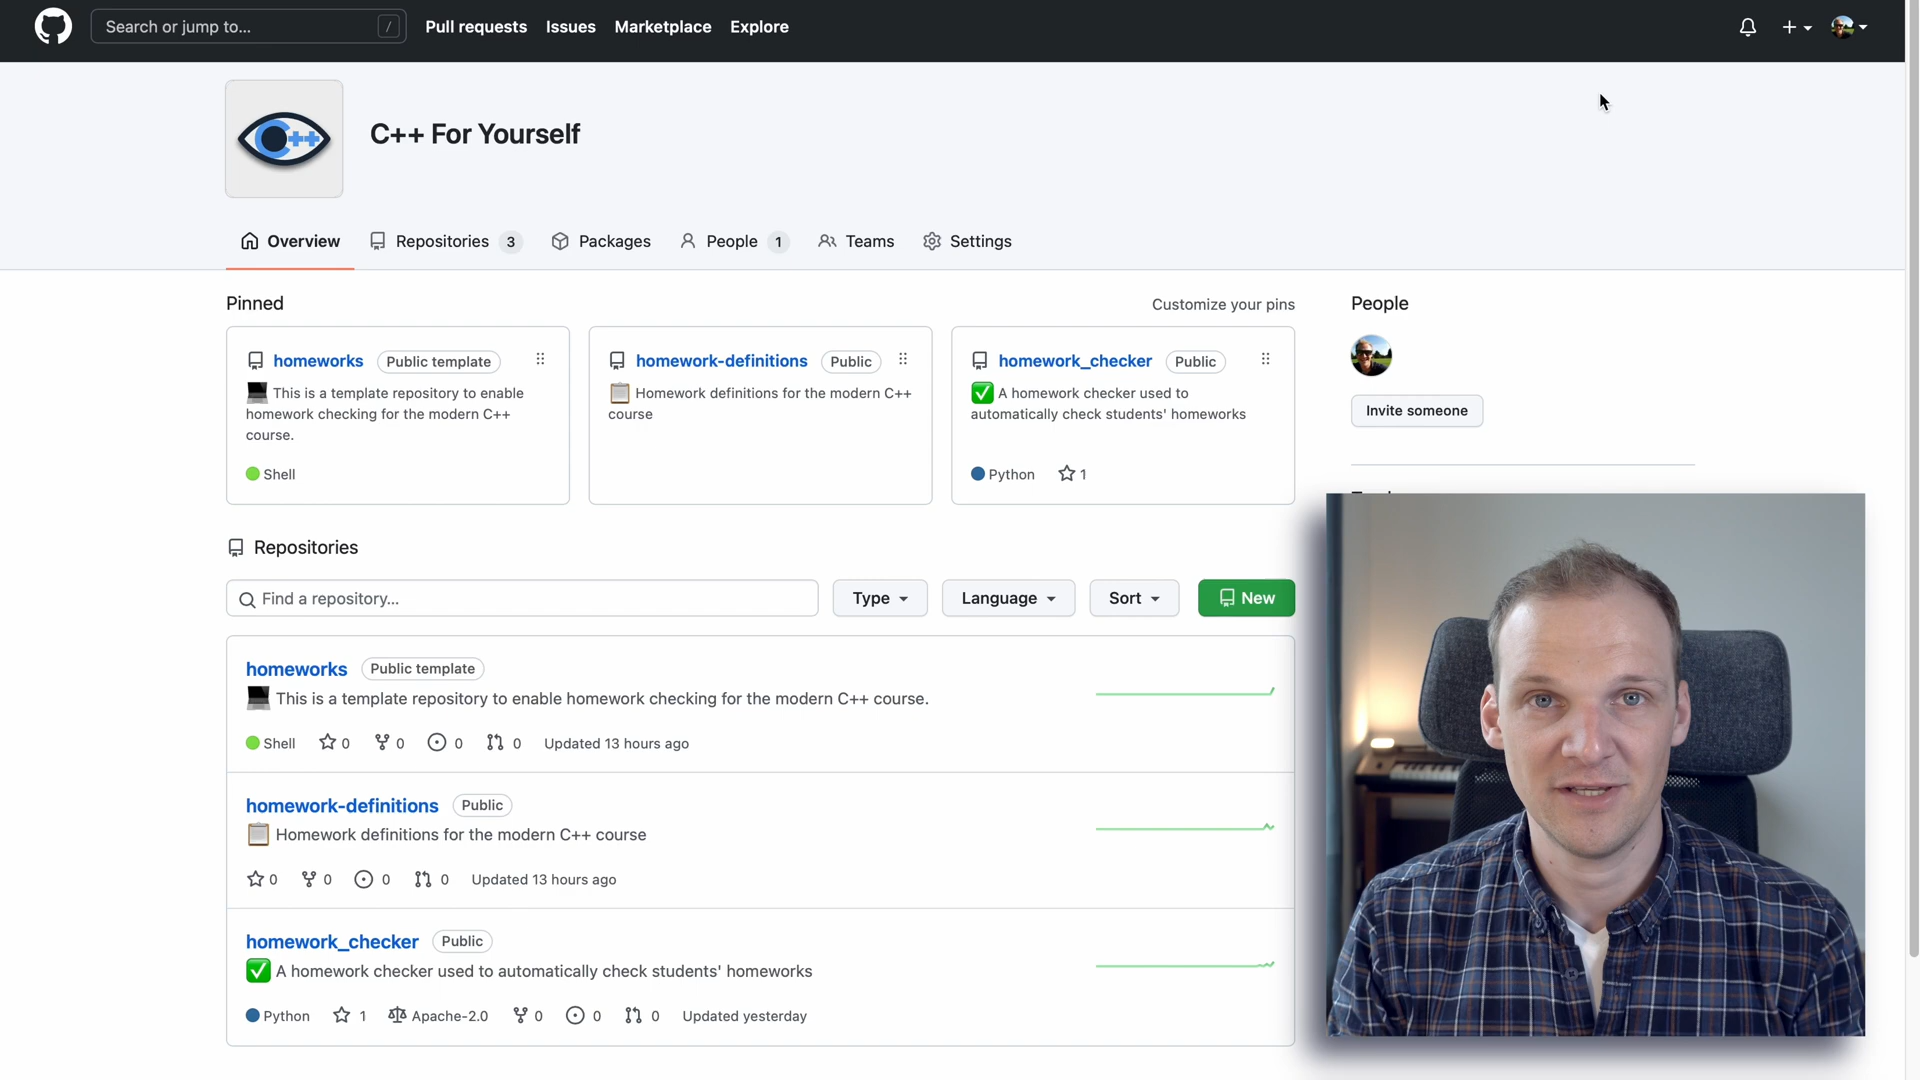 Search or jump to... /
Pull requests Issues Marketplace Explore
C++
C++ For Yourself
Overview Repositories 3 Packages People 1 Teams Settings
Pinned
Customize your pins
homeworks Public template
This is a template repository to enable
homework checking for the modern C++
course.
Shell
homework-definitions Public
Homework definitions for the modern C++
course
homework_checker Public
A homework checker used to
automatically check students' homeworks
Python 1
People
Invite someone
Repositories
Find a repository...
Type Language Sort New
homeworks Public template
This is a template repository to enable homework checking for the modern C++ course.
Shell 0 0 0 0 Updated 13 hours ago
homework-definitions Public
Homework definitions for the modern C++ course
0 0 0 0 Updated 13 hours ago
homework_checker Public
A homework checker used to automatically check students' homeworks
Python 1 Apache-2.0 0 0 0 Updated yesterday